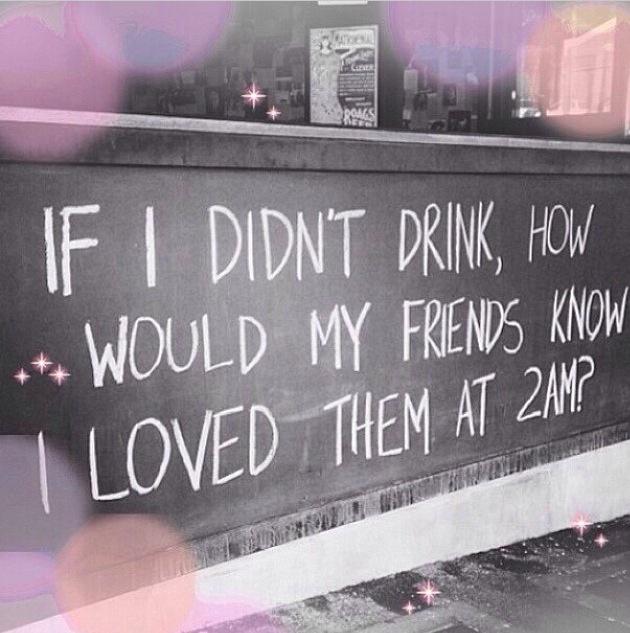 IF I DIDN'T DRINK, HOW
WOULD MY FRIENDS KNOW
I LOVED THEM AT 2AM?